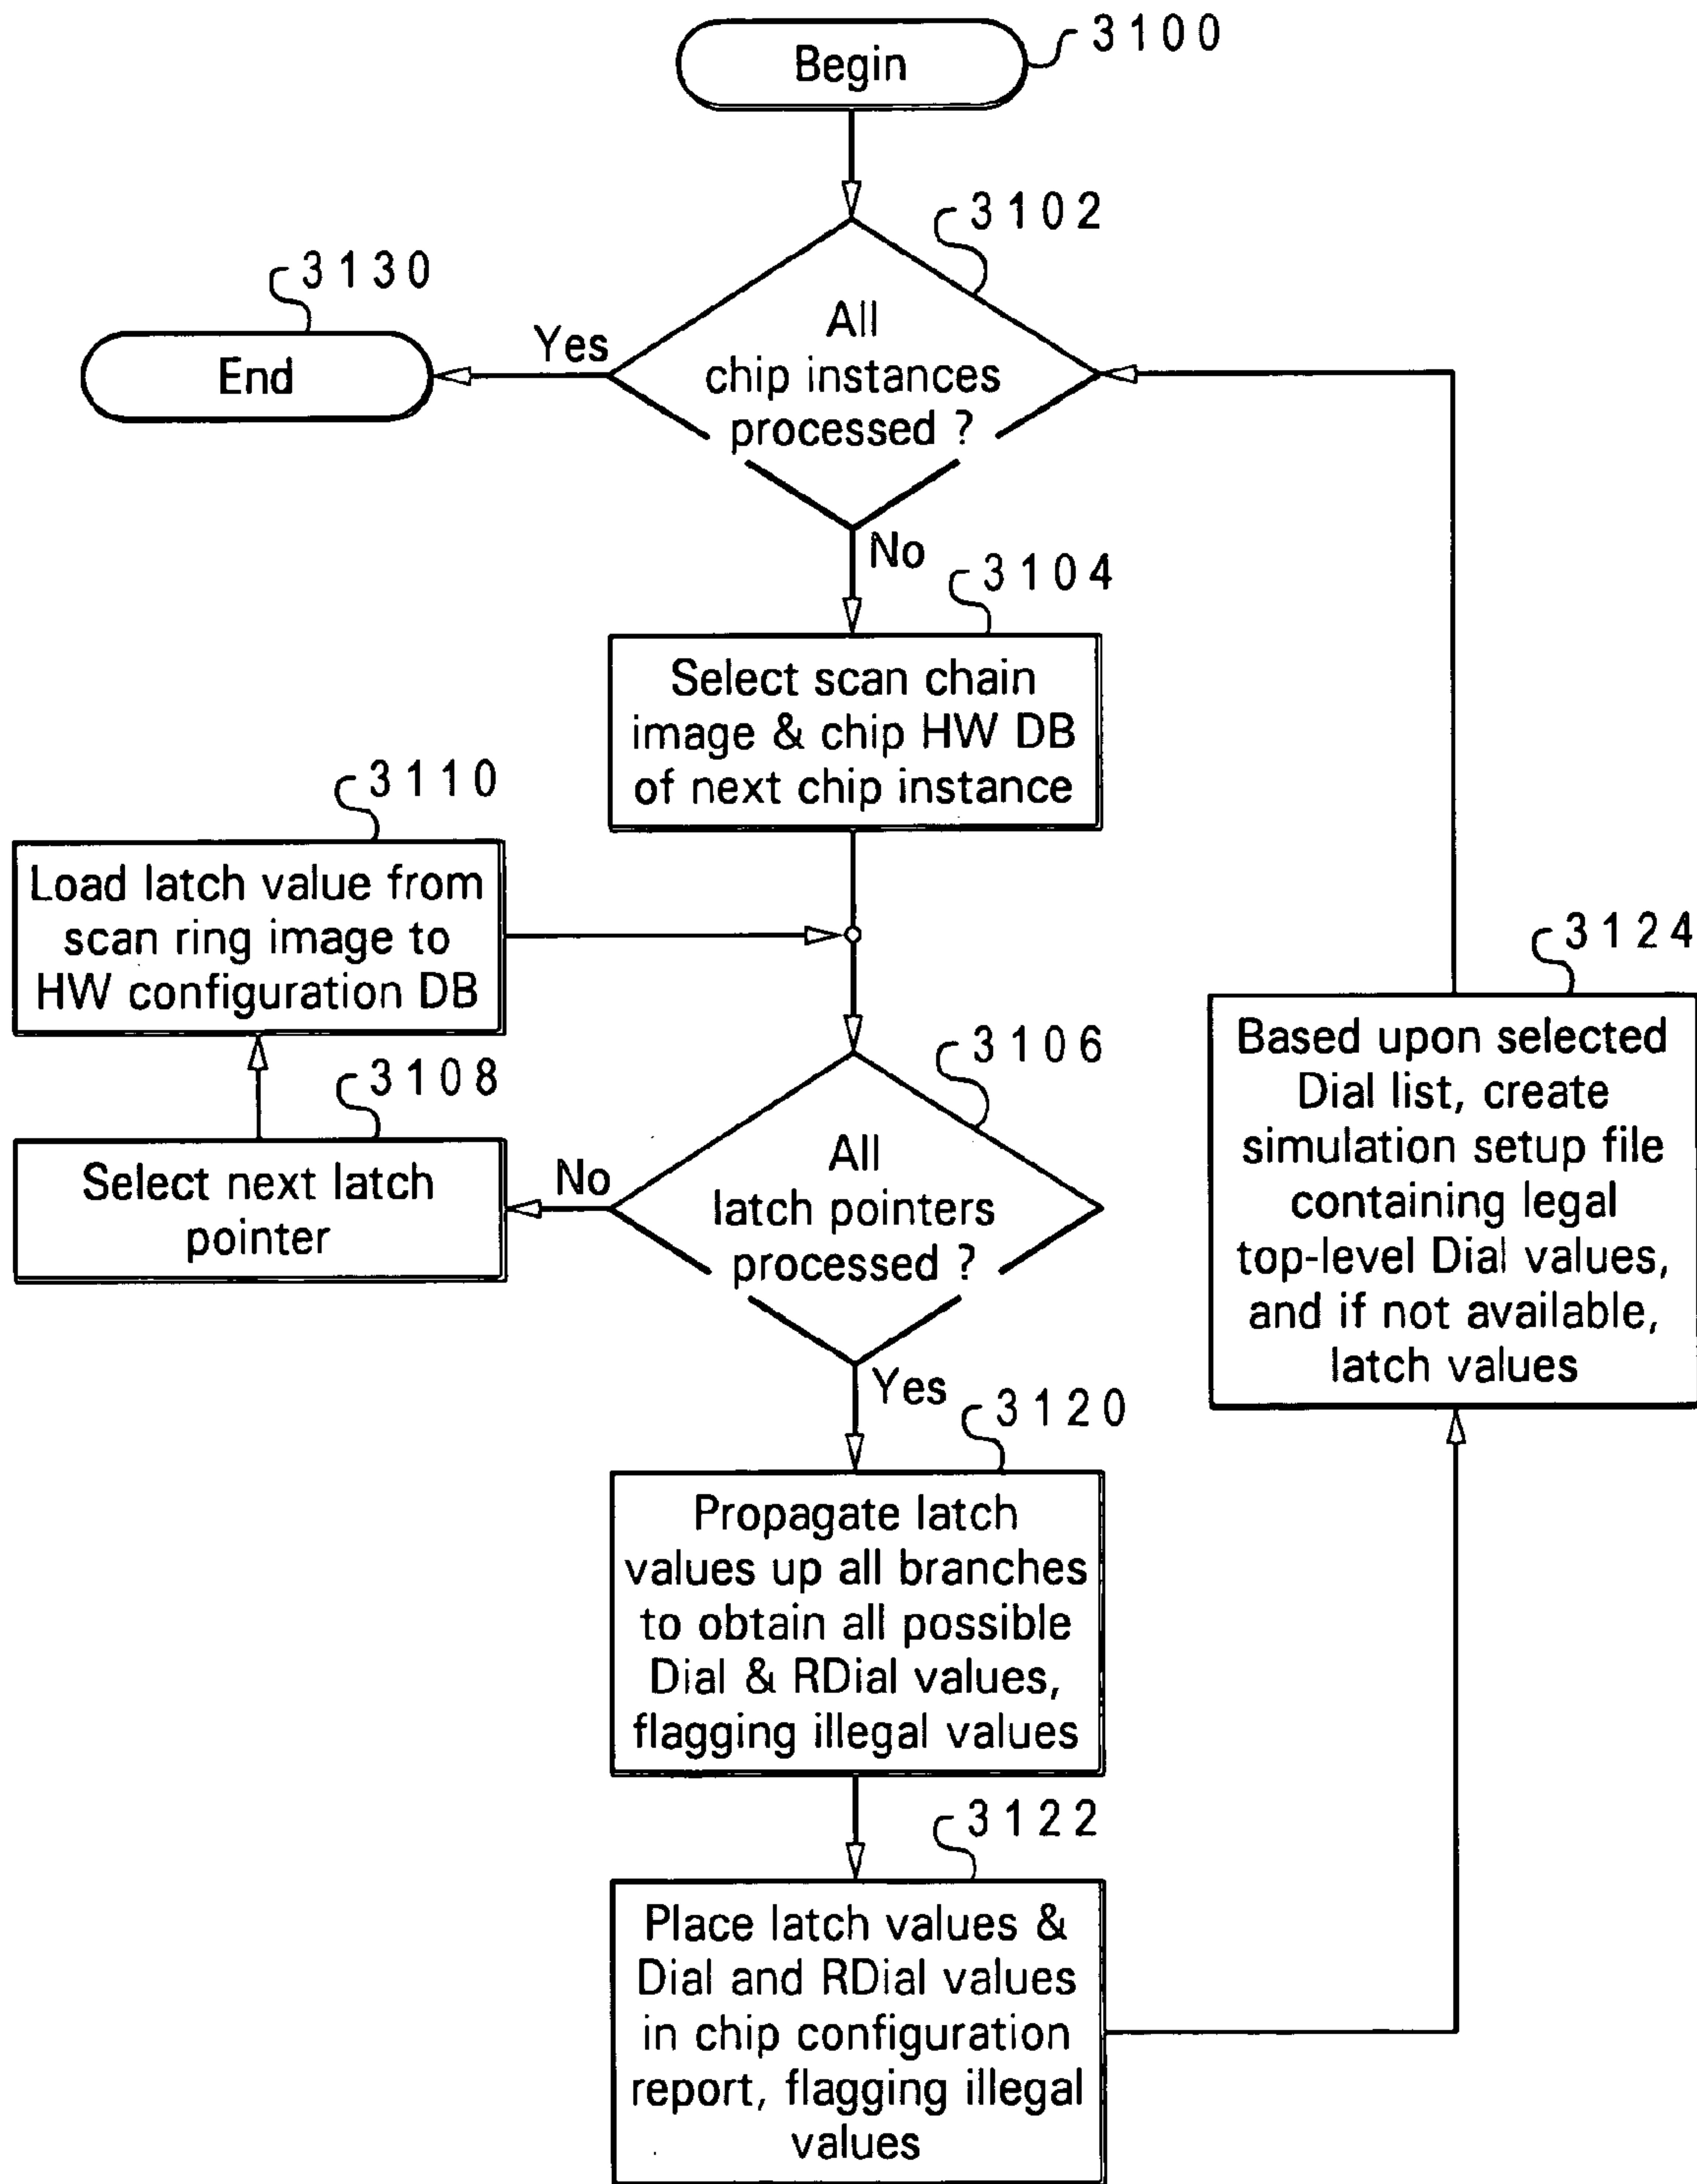 Begin
3100
3102
3130
All
chip instances
processed ?
Yes
End
No
3104
Select scan chain
image & chip HW DB
of next chip instance
3110
Load latch value from
scan ring image to
HW configuration DB
3106
3108
All
latch pointers
processed ?
No
Select next latch
pointer
3124
Based upon selected
Dial list, create
simulation setup file
containing legal
top-level Dial values,
and if not available,
latch values
Yes
3120
Propagate latch
values up all branches
to obtain all possible
Dial & RDial values,
flagging illegal values
3122
Place latch values &
Dial and RDial values
in chip configuration
report, flagging illegal
values